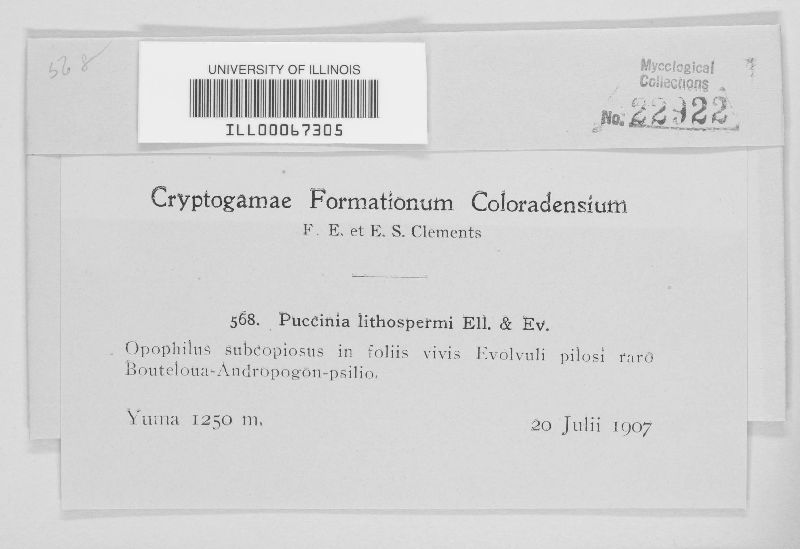 568
UNIVERSITY OF ILLINOIS
ILL00067305
Mycological
Collections
No. 22922
Cryptogamae Formationum Coloradensium
F. E. et E. S. Clements
568. Puccinia lithospermi Ell. & Ev.
Opophilus subcopiosus in foliis vivis Evolvuli pilosi raro
Bouteloua-Andropogon-psilio.
Yuma 1250 m.
20 Julii 1907